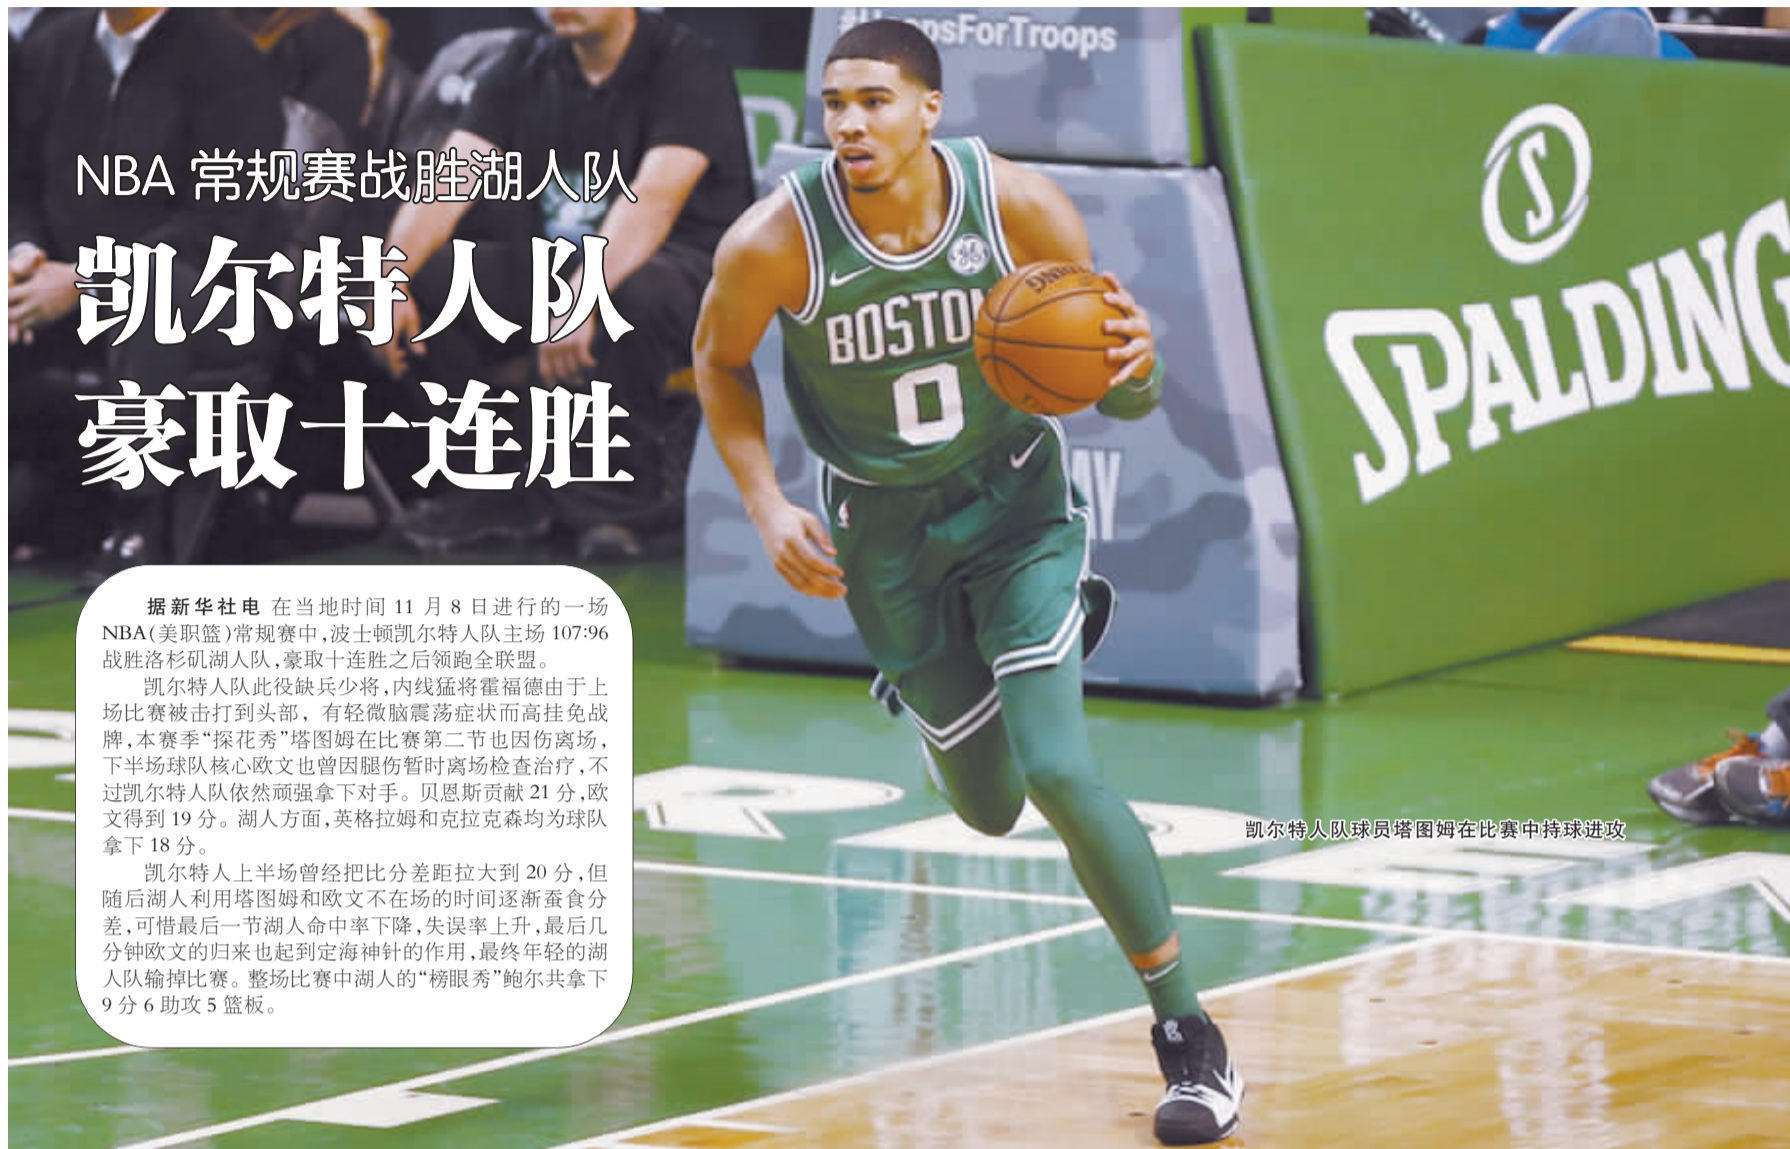 #HoopsForTroops
NBA 常规赛战胜湖人队
凯尔特人队
豪取十连胜
BOSTON
0
SPALDING
据新华社电 在当地时间 11 月 8 日进行的一场
NBA(美职篮)常规赛中,波士顿凯尔特人队主场 107:96
战胜洛杉矶湖人队,豪取十连胜之后领跑全联盟。
凯尔特人队此役缺兵少将,内线猛将霍福德由于上
场比赛被击打到头部，有轻微脑震荡症状而高挂免战
牌,本赛季“探花秀”塔图姆在比赛第二节也因伤离场,
下半场球队核心欧文也曾因腿伤暂时离场检查治疗,不
过凯尔特人队依然顽强拿下对手。贝恩斯贡献 21 分,欧
文得到 19 分。湖人方面,英格拉姆和克拉克森均为球队
拿下 18 分。
凯尔特人上半场曾经把比分差距拉大到 20 分,但
随后湖人利用塔图姆和欧文不在场的时间逐渐蚕食分
差,可惜最后一节湖人命中率下降,失误率上升,最后几
分钟欧文的归来也起到定海神针的作用,最终年轻的湖
人队输掉比赛。整场比赛中湖人的“榜眼秀”鲍尔共拿下
9 分 6 助攻 5 篮板。
凯尔特人队球员塔图姆在比赛中持球进攻